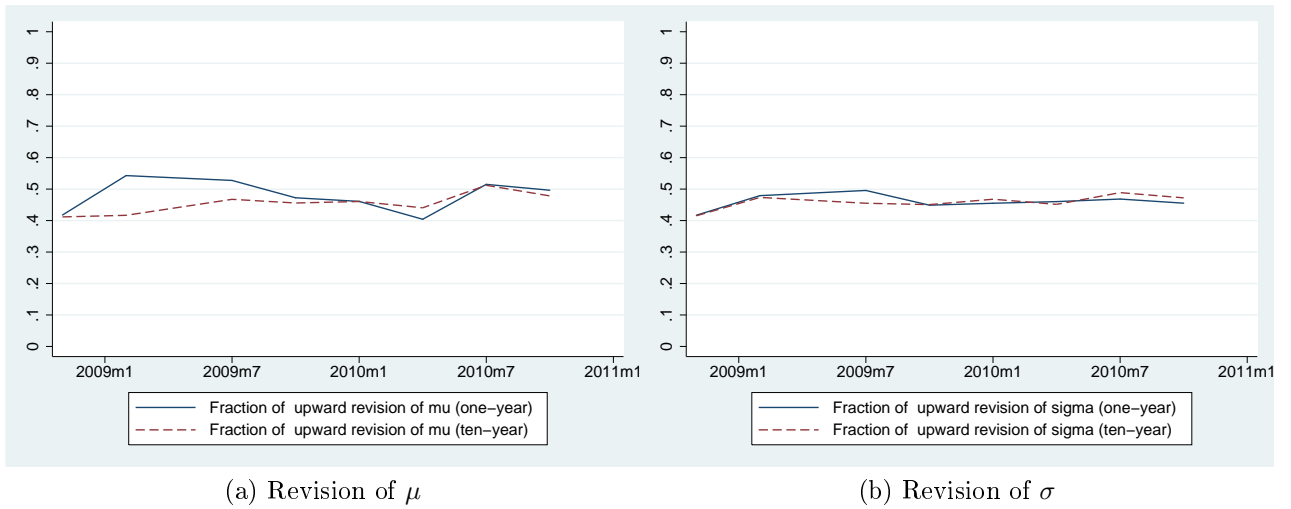 1
.9
.8
.7
.6
.5
.4
.3
.2
.1
0
2009m1 2009m7 2010m1 2010m7 2011m1
Fraction of upward revision of mu (one−year)
Fraction of upward revision of mu (ten−year)
(a) Revision of μ
1
.9
.8
.7
.6
.5
.4
.3
.2
.1
0
2009m1 2009m7 2010m1 2010m7 2011m1
Fraction of upward revision of sigma (one−year)
Fraction of upward revision of sigma (ten−year)
(b) Revision of σ